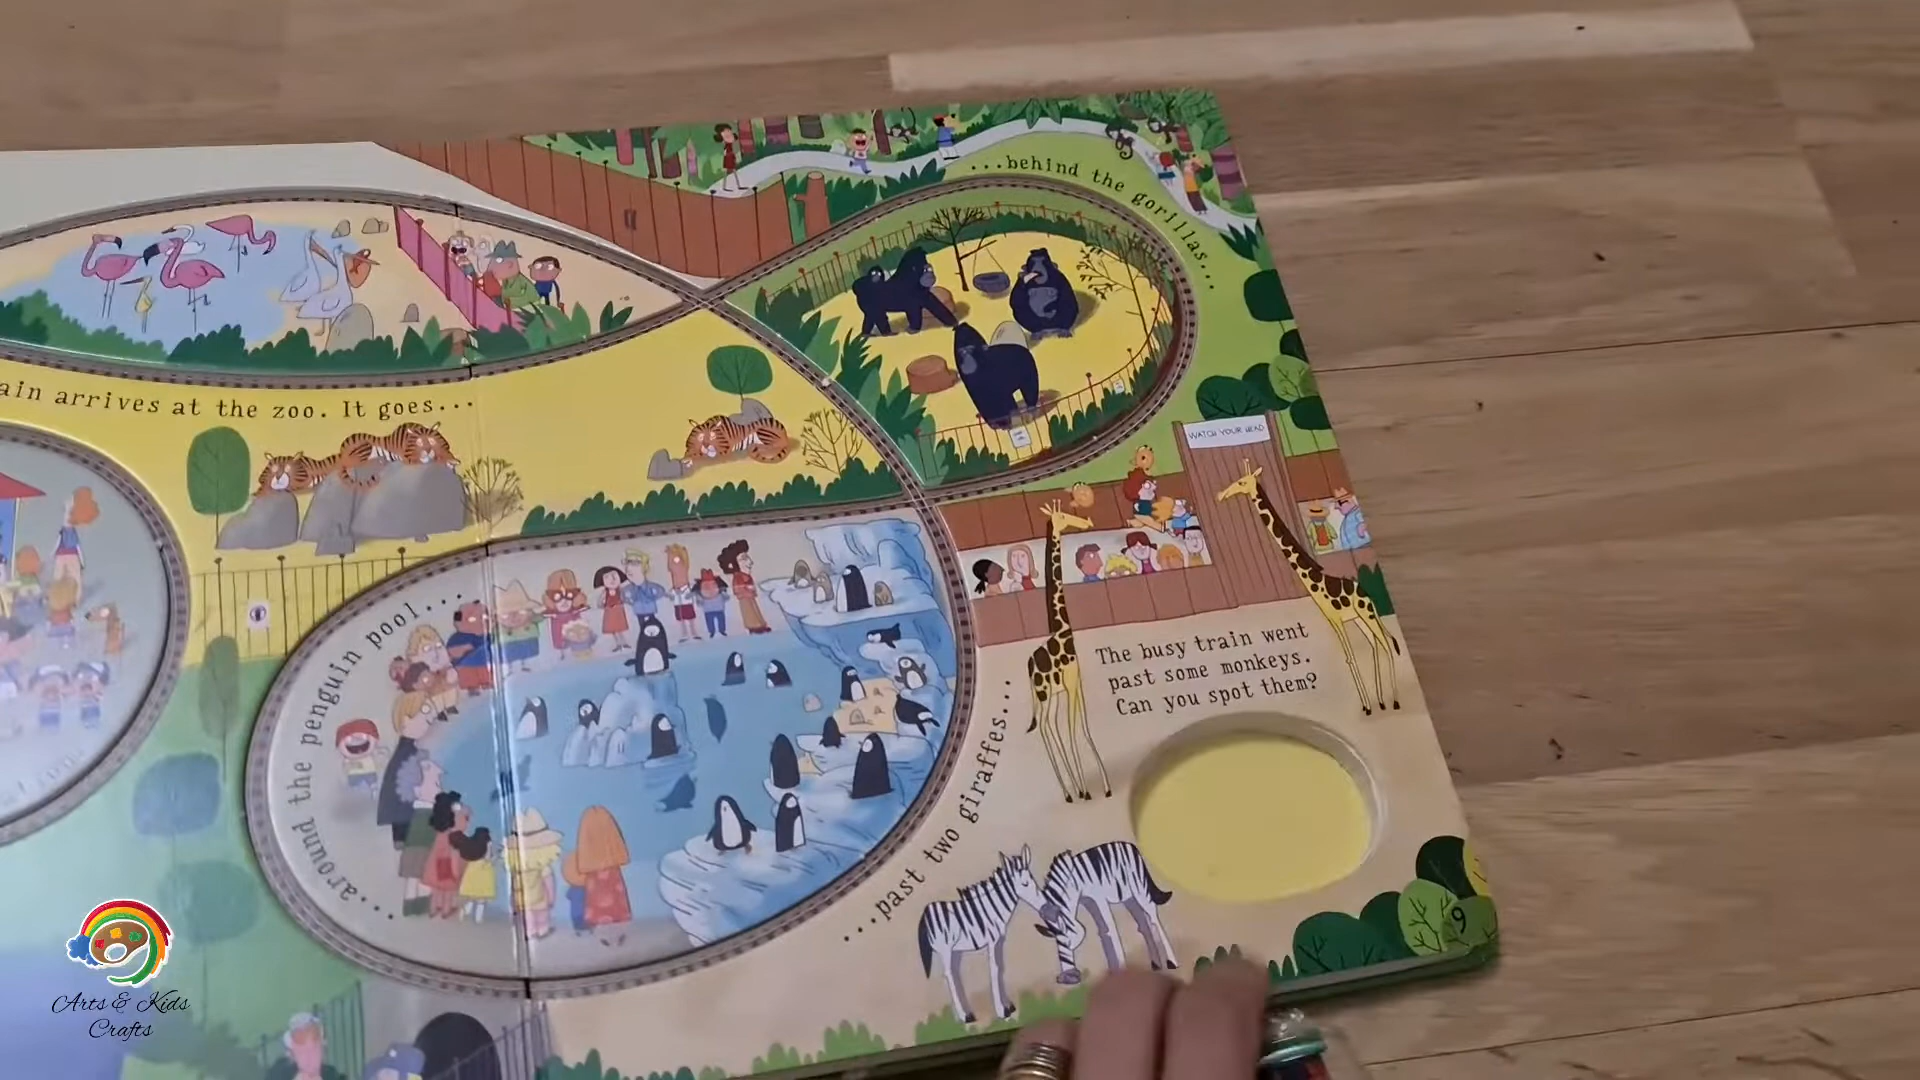 ...behind the gorillas...
ain arrives at the zoo. It goes...
WATCH YOUR HEAD
...around the penguin pool...
The busy train went
past some monkeys.
Can you spot them?
...past two giraffes...
9
Arts & Kids
Crafts